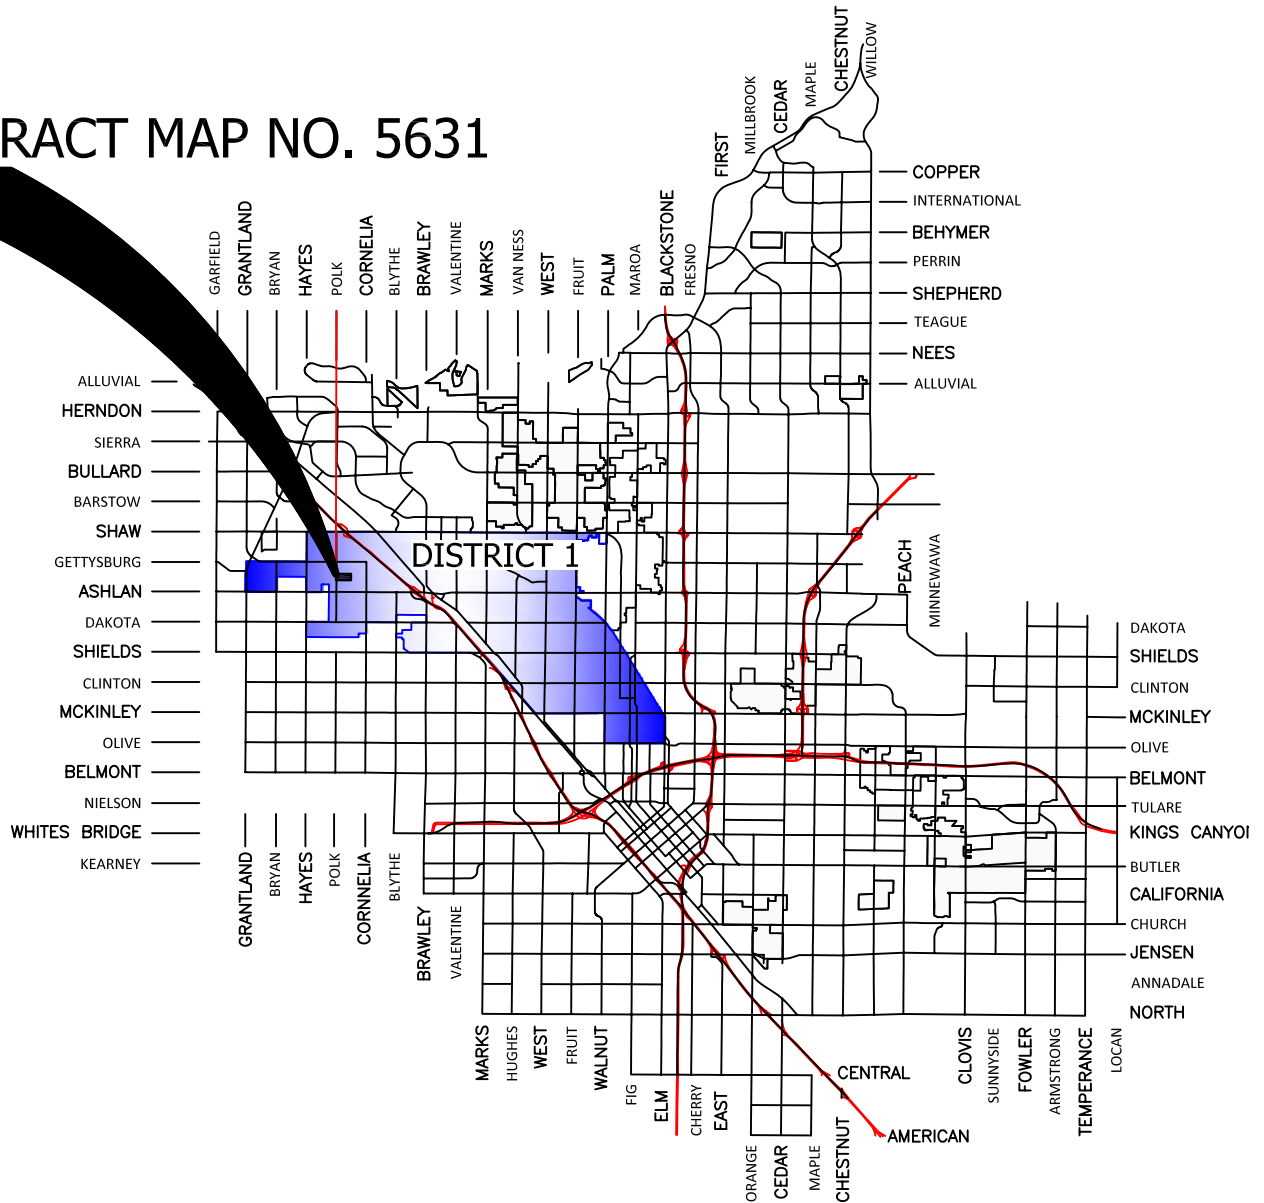 RACT MAP NO. 5631
CHESTNUT
WILLOW
MAPLE
CEDAR
MILLBROOK
FIRST
COPPER
INTERNATIONAL
BEHYMER
PERRIN
SHEPHERD
TEAGUE
NEES
ALLUVIAL
GARFIELD
GRANTLAND
BRYAN
HAYES
POLK
CORNELIA
BLYTHE
BRAWLEY
VALENTINE
MARKS
VAN NESS
WEST
FRUIT
PALM
MAROA
BLACKSTONE
FRESNO
ALLUVIAL
HERNDON
SIERRA
BULLARD
BARSTOW
SHAW
GETTYSBURG
ASHLAN
DAKOTA
SHIELDS
CLINTON
MCKINLEY
OLIVE
BELMONT
NIELSON
WHITES BRIDGE
KEARNEY
DISTRICT 1
PEACH
MINNEWAWA
DAKOTA
SHIELDS
CLINTON
MCKINLEY
OLIVE
BELMONT
TULARE
KINGS CANYO
BUTLER
CALIFORNIA
CHURCH
JENSEN
ANNADALE
NORTH
GRANTLAND
BRYAN
HAYES
POLK
CORNNELIA
BLYTHE
BRAWLEY
VALENTINE
MARKS
HUGHES
WEST
FRUIT
WALNUT
FIG
ELM
CHERRY
EAST
ORANGE
CEDAR
MAPLE
CHESTNUT
CENTRAL
AMERICAN
CLOVIS
SUNNYSIDE
FOWLER
ARMSTRONG
TEMPERANCE
LOCAN